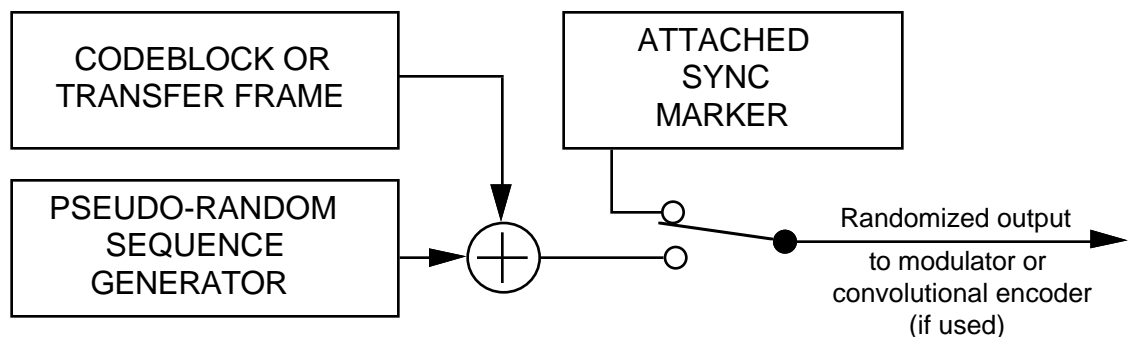 CODEBLOCK OR
TRANSFER FRAME
ATTACHED
SYNC
MARKER
PSEUDO-RANDOM
SEQUENCE
GENERATOR
Randomized output
to modulator or
convolutional encoder
(if used)